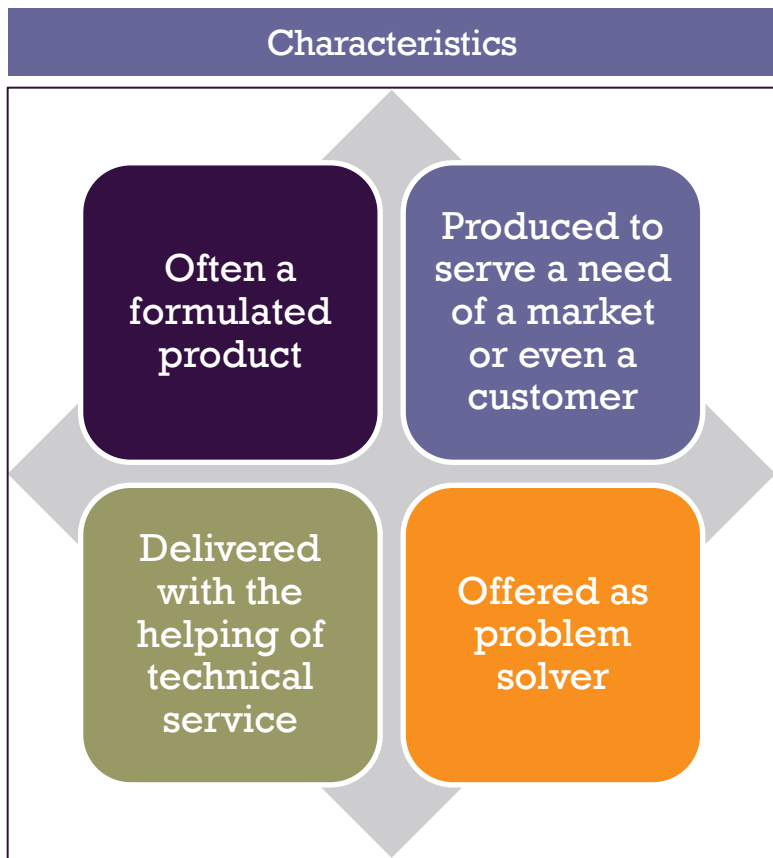 Characteristics
Often a
formulated
product
Produced to
serve a need
of a market
or even a
customer
Delivered
with the
helping of
technical
service
Offered as
problem
solver